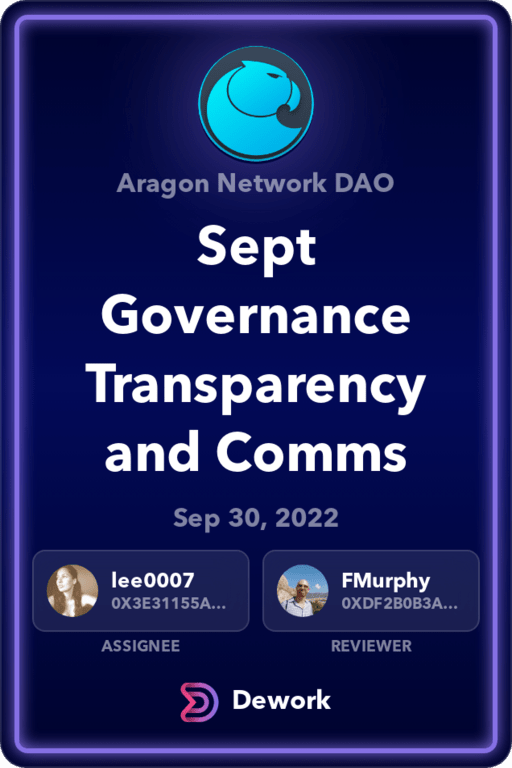 Aragon Network DAO
Sept
Governance
Transparency
and Comms
Sep 30, 2022
lee0007
0X3E31155A...
ASSIGNEE
FMurphy
0XDF2B0B3A...
REVIEWER
Dework